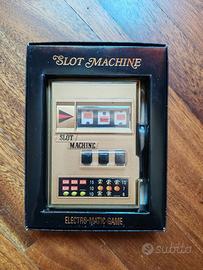 SLOT MACHINE
SLOT
MACHINE
ELECTRO-MATIC GAME
subito